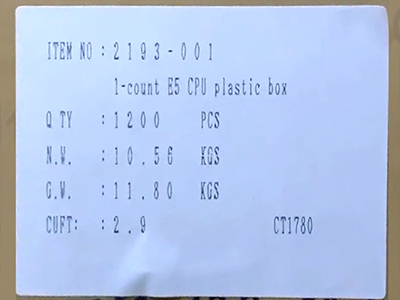 ITEM NO : 2193-001
1-count E5 CPU plastic box
Q TY : 1200 PCS
N.W. : 10.56 KGS
G.W. : 11.80 KGS
CUFT: : 2.9 CT1780